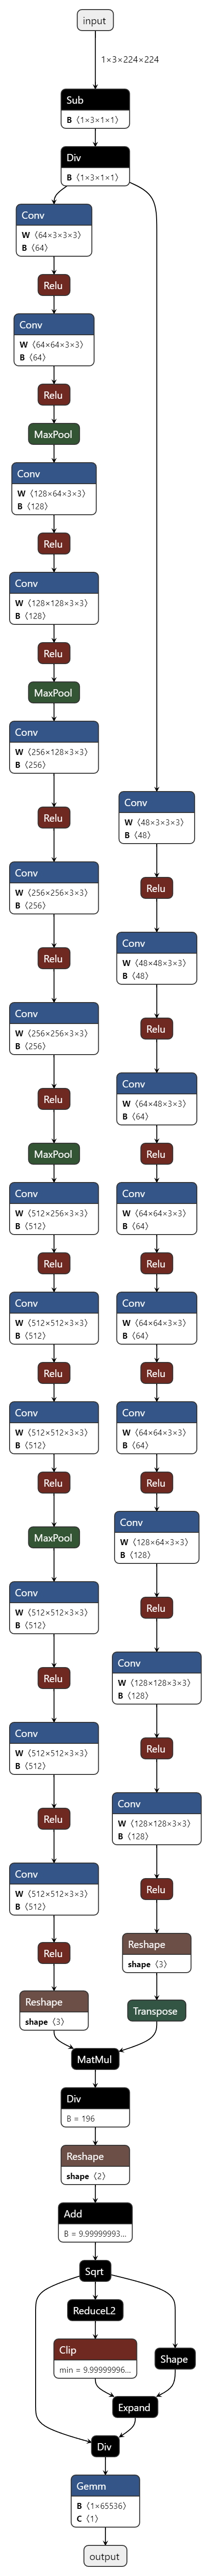 input
1×3×224×224
Sub
B ⟨1×3×1×1⟩
Div
B ⟨1×3×1×1⟩
Conv
W ⟨64×3×3×3⟩
B ⟨64⟩
Relu
Conv
W ⟨64×64×3×3⟩
B ⟨64⟩
Relu
MaxPool
Conv
W ⟨128×64×3×3⟩
B ⟨128⟩
Relu
Conv
W ⟨128×128×3×3⟩
B ⟨128⟩
Relu
MaxPool
Conv
W ⟨256×128×3×3⟩
B ⟨256⟩
Relu
Conv
W ⟨256×256×3×3⟩
B ⟨256⟩
Relu
Conv
W ⟨256×256×3×3⟩
B ⟨256⟩
Relu
MaxPool
Conv
W ⟨512×256×3×3⟩
B ⟨512⟩
Relu
Conv
W ⟨512×512×3×3⟩
B ⟨512⟩
Relu
Conv
W ⟨512×512×3×3⟩
B ⟨512⟩
Relu
MaxPool
Conv
W ⟨512×512×3×3⟩
B ⟨512⟩
Relu
Conv
W ⟨512×512×3×3⟩
B ⟨512⟩
Relu
Conv
W ⟨512×512×3×3⟩
B ⟨512⟩
Relu
Reshape
shape ⟨3⟩
Conv
W ⟨48×3×3×3⟩
B ⟨48⟩
Relu
Conv
W ⟨48×48×3×3⟩
B ⟨48⟩
Relu
Conv
W ⟨64×48×3×3⟩
B ⟨64⟩
Relu
Conv
W ⟨64×64×3×3⟩
B ⟨64⟩
Relu
Conv
W ⟨64×64×3×3⟩
B ⟨64⟩
Relu
Conv
W ⟨64×64×3×3⟩
B ⟨64⟩
Relu
Conv
W ⟨128×64×3×3⟩
B ⟨128⟩
Relu
Conv
W ⟨128×128×3×3⟩
B ⟨128⟩
Relu
Conv
W ⟨128×128×3×3⟩
B ⟨128⟩
Relu
Reshape
shape ⟨3⟩
Transpose
MatMul
Div
B = 196
Reshape
shape ⟨2⟩
Add
B = 9.99999993…
Sqrt
ReduceL2
Clip
min = 9.99999996…
Shape
Expand
Div
Gemm
B ⟨1×65536⟩
C ⟨1⟩
output